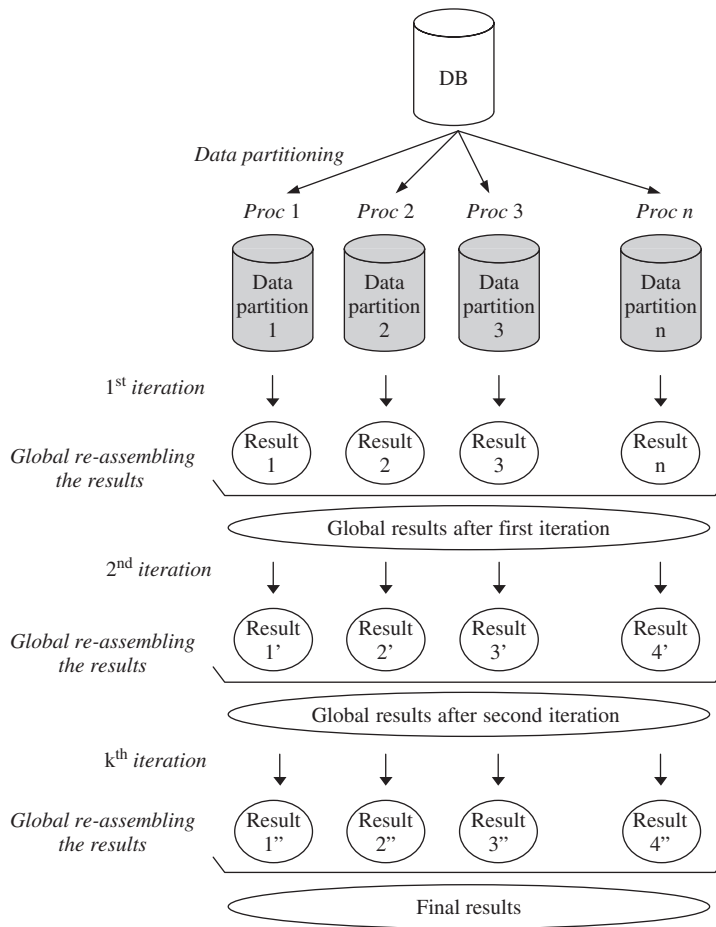 DB
Data partitioning
Proc 1
Proc 2
Proc 3
Proc n
Data
partition
1
Data
partition
2
Data
partition
3
Data
partition
n
1st iteration
Result
1
Result
2
Result
3
Result
n
Global re-assembling
the results
Global results after first iteration
2nd iteration
Result
1’
Result
2’
Result
3’
Result
4’
Global re-assembling
the results
Global results after second iteration
kth iteration
Result
1”
Result
2”
Result
3”
Result
4”
Global re-assembling
the results
Final results